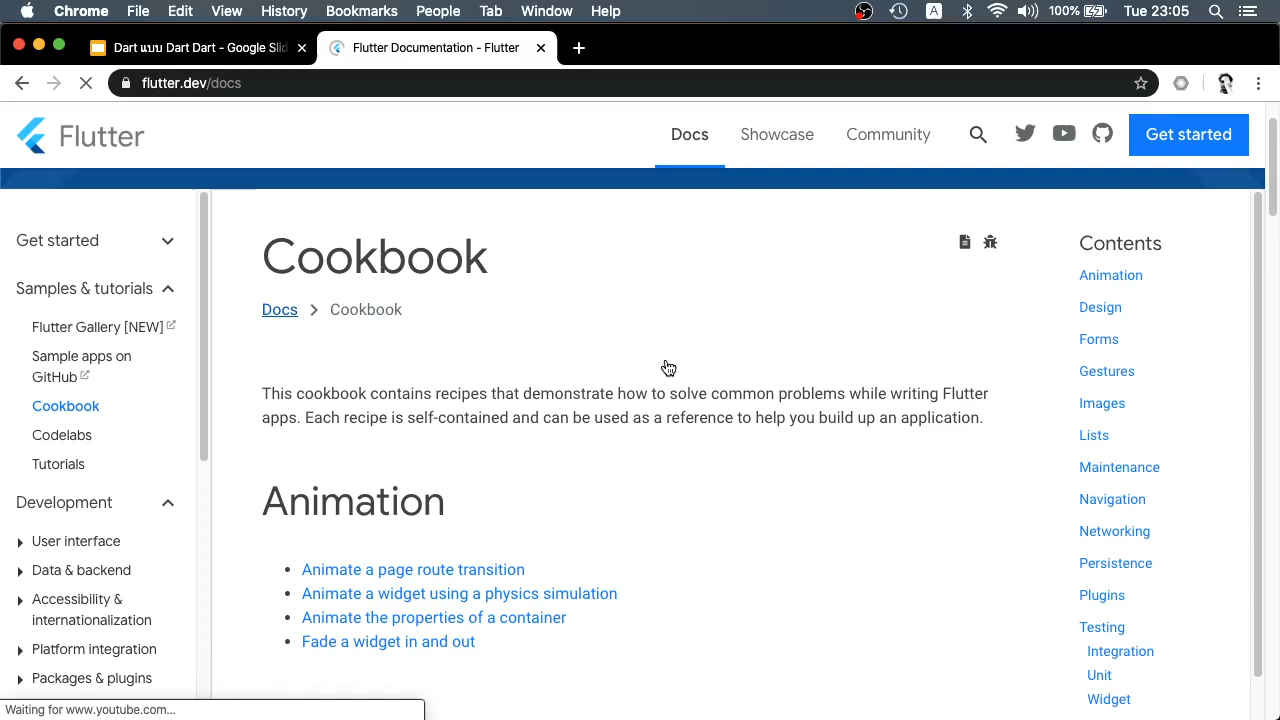 Chrome File Edit View History Bookmarks People Tab Window Help A 100% Tue 23:05
Dart แบบ Dart Dart - Google Slid Flutter Documentation - Flutter
flutter.dev/docs
Flutter Docs Showcase Community Get started
Get started
Samples & tutorials
Flutter Gallery [NEW]
Sample apps on
GitHub
Cookbook
Codelabs
Tutorials
Development
User interface
Data & backend
Accessibility &
internationalization
Platform integration
Packages & plugins
Cookbook
Docs > Cookbook
This cookbook contains recipes that demonstrate how to solve common problems while writing Flutter
apps. Each recipe is self-contained and can be used as a reference to help you build up an application.
Animation
• Animate a page route transition
• Animate a widget using a physics simulation
• Animate the properties of a container
• Fade a widget in and out
Contents
Animation
Design
Forms
Gestures
Images
Lists
Maintenance
Navigation
Networking
Persistence
Plugins
Testing
Integration
Unit
Widget
Waiting for www.youtube.com...